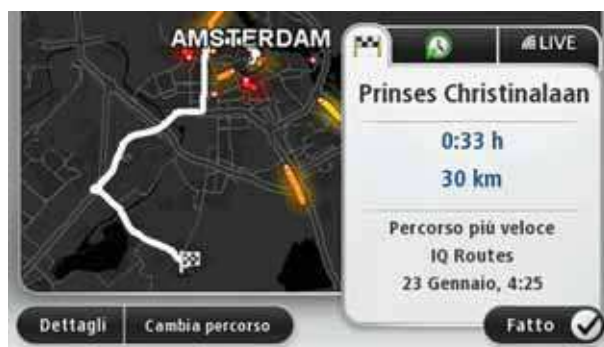 AMSTERDAM
LIVE
Prinses Christinalaan
0:33 h
30 km
Percorso più veloce
IQ Routes
23 Gennaio, 4:25
Dettagli
Cambia percorso
Fatto